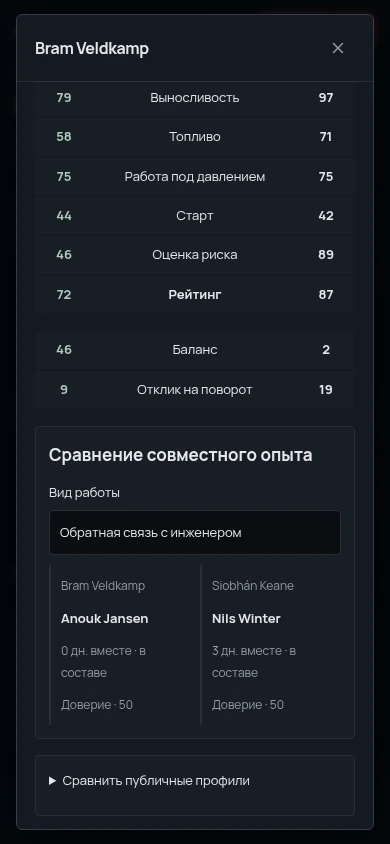 Bram Veldkamp
79 Выносливость 97
58 Топливо 71
75 Работа под давлением 75
44 Старт 42
46 Оценка риска 89
72 Рейтинг 87
46 Баланс 2
9 Отклик на поворот 19
Сравнение совместного опыта
Вид работы
Обратная связь с инженером
Bram Veldkamp
Anouk Jansen
0 дн. вместе · в
составе
Доверие · 50
Siobhán Keane
Nils Winter
3 дн. вместе · в
составе
Доверие · 50
Сравнить публичные профили